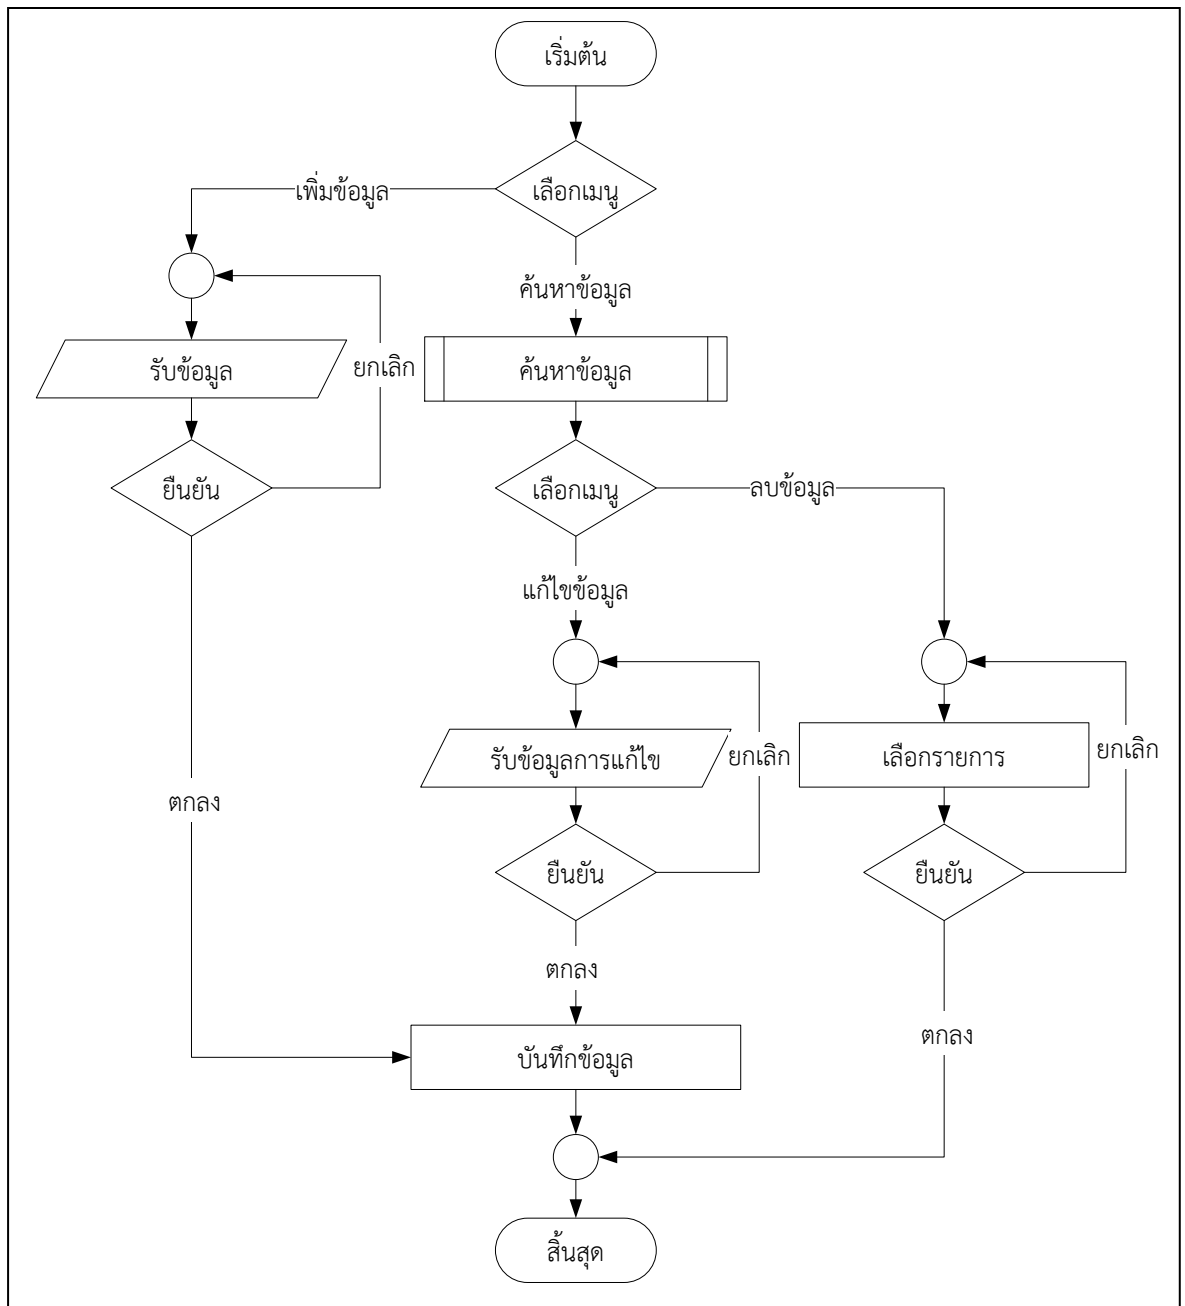 เริ่มต้น
เลือกเมนู
เพิ่มข้อมูล
ค้นหาข้อมูล
รับข้อมูล
ยกเลิก
ค้นหาข้อมูล
ยืนยัน
เลือกเมนู
ลบข้อมูล
แก้ไขข้อมูล
รับข้อมูลการแก้ไข
ยกเลิก
เลือกรายการ
ยกเลิก
ตกลง
ยืนยัน
ยืนยัน
ตกลง
ตกลง
บันทึกข้อมูล
สิ้นสุด